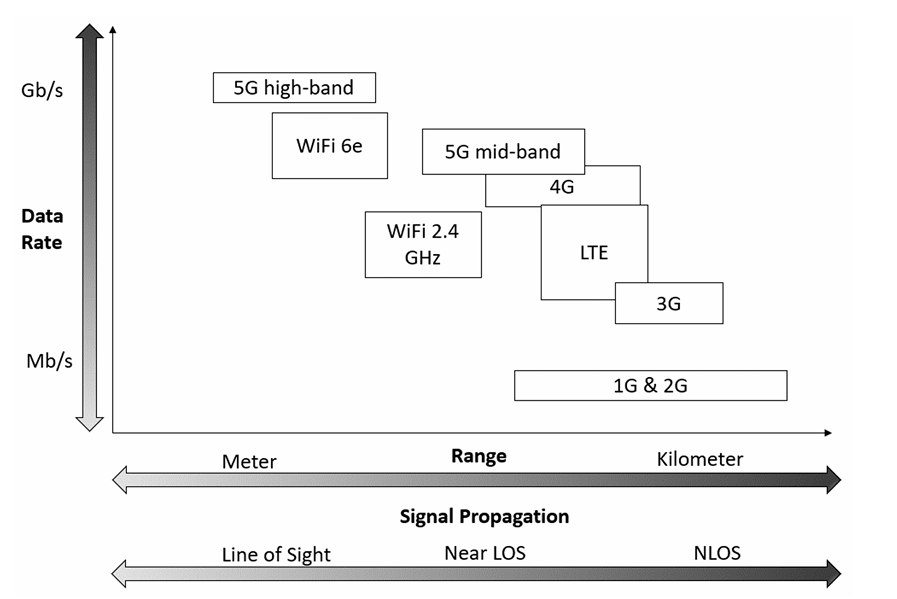 Gb/s
5G high-band
WiFi 6e
5G mid-band
4G
Data
Rate
WiFi 2.4
GHz
LTE
3G
Mb/s
1G & 2G
Meter
Range
Kilometer
Signal Propagation
Line of Sight
Near LOS
NLOS